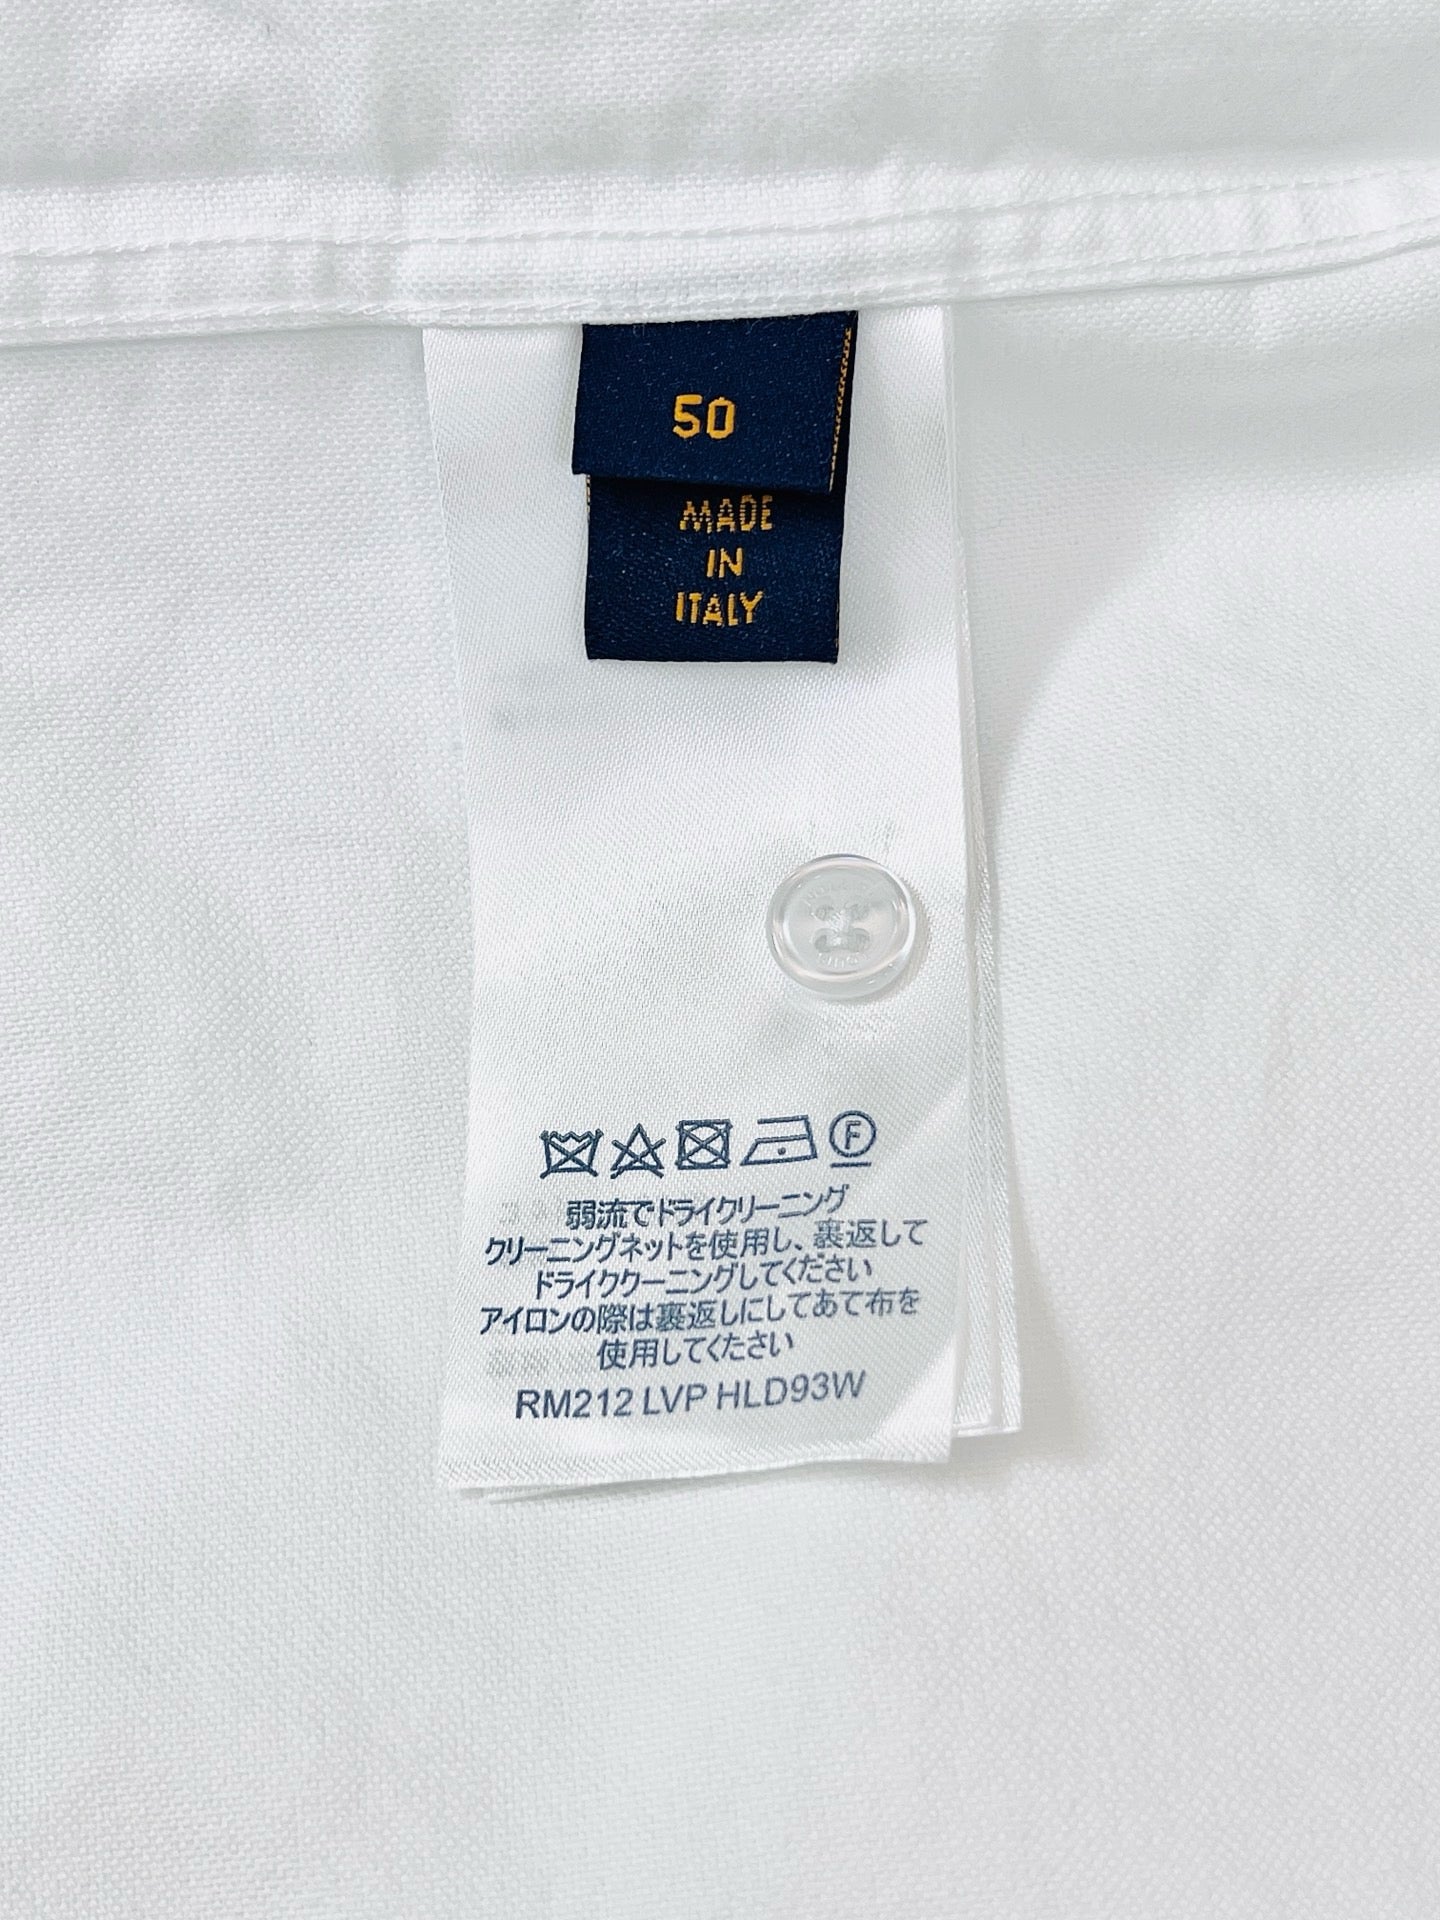 50
MADE
IN
ITALY
F
弱流でドライクリーニング
クリーニングネットを使用し、裏返して
ドライククーニングしてください
アイロンの際は裏返しにしてあて布を
使用してくたさい
RM212 LVP HLD93W